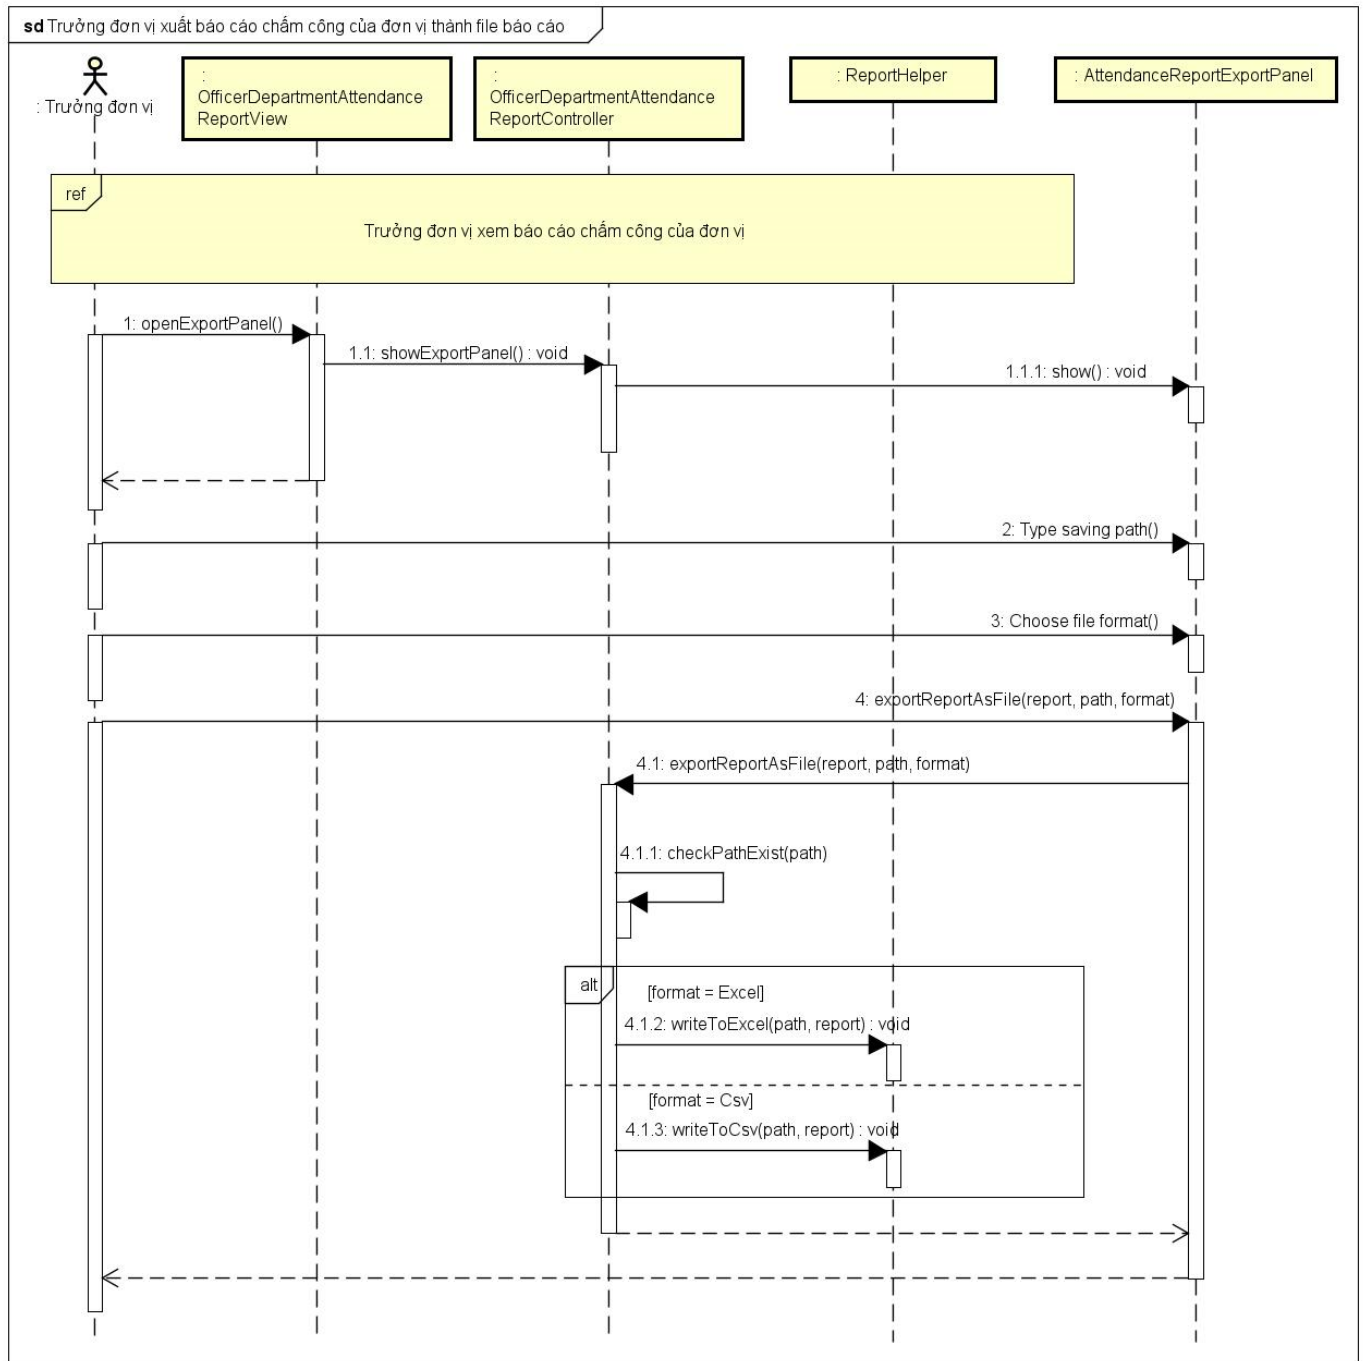 sd Trưởng đơn vị xuất báo cáo chấm công của đơn vị thành file báo cáo
: Trưởng đơn vị
:
OfficerDepartmentAttendance
ReportView
:
OfficerDepartmentAttendance
ReportController
: ReportHelper
: AttendanceReportExportPanel
ref
Trưởng đơn vị xem báo cáo chấm công của đơn vị
1: openExportPanel()
1.1: showExportPanel() : void
1.1.1: show() : void
2: Type saving path()
3: Choose file format()
4: exportReportAsFile(report, path, format)
4.1: exportReportAsFile(report, path, format)
4.1.1: checkPathExist(path)
alt
[format = Excel]
4.1.2: writeToExcel(path, report) : void
[format = Csv]
4.1.3: writeToCsv(path, report) : void